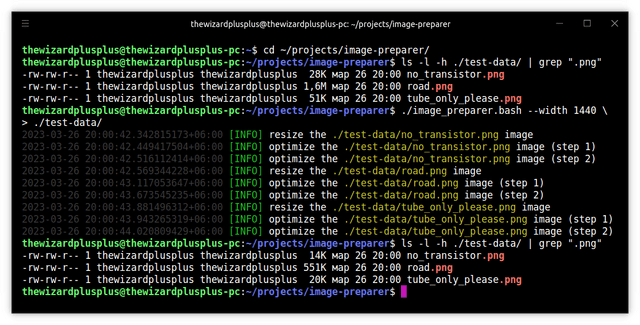 thewizardplusplus@thewizardplusplus-pc: ~/projects/image-preparer
thewizardplusplus@thewizardplusplus-pc:~$ cd ~/projects/image-preparer/
thewizardplusplus@thewizardplusplus-pc:~/projects/image-preparer$ ls -l -h ./test-data/ | grep ".png"
-rw-rw-r-- 1 thewizardplusplus thewizardplusplus  28K мар 26 20:00 no_transistor.png
-rw-rw-r-- 1 thewizardplusplus thewizardplusplus 1,6M мар 26 20:00 road.png
-rw-rw-r-- 1 thewizardplusplus thewizardplusplus  51K мар 26 20:00 tube_only_please.png
thewizardplusplus@thewizardplusplus-pc:~/projects/image-preparer$ ./image_preparer.bash --width 1440 \
> ./test-data/
2023-03-26 20:00:42.342815173+06:00 [INFO] resize the ./test-data/no_transistor.png image
2023-03-26 20:00:42.449417504+06:00 [INFO] optimize the ./test-data/no_transistor.png image (step 1)
2023-03-26 20:00:42.516112414+06:00 [INFO] optimize the ./test-data/no_transistor.png image (step 2)
2023-03-26 20:00:42.569344228+06:00 [INFO] resize the ./test-data/road.png image
2023-03-26 20:00:43.117053647+06:00 [INFO] optimize the ./test-data/road.png image (step 1)
2023-03-26 20:00:43.673545235+06:00 [INFO] optimize the ./test-data/road.png image (step 2)
2023-03-26 20:00:43.881496312+06:00 [INFO] resize the ./test-data/tube_only_please.png image
2023-03-26 20:00:43.943265319+06:00 [INFO] optimize the ./test-data/tube_only_please.png image (step 1)
2023-03-26 20:00:44.020809429+06:00 [INFO] optimize the ./test-data/tube_only_please.png image (step 2)
thewizardplusplus@thewizardplusplus-pc:~/projects/image-preparer$ ls -l -h ./test-data/ | grep ".png"
-rw-rw-r-- 1 thewizardplusplus thewizardplusplus  14K мар 26 20:00 no_transistor.png
-rw-rw-r-- 1 thewizardplusplus thewizardplusplus 551K мар 26 20:00 road.png
-rw-rw-r-- 1 thewizardplusplus thewizardplusplus  20K мар 26 20:00 tube_only_please.png
thewizardplusplus@thewizardplusplus-pc:~/projects/image-preparer$